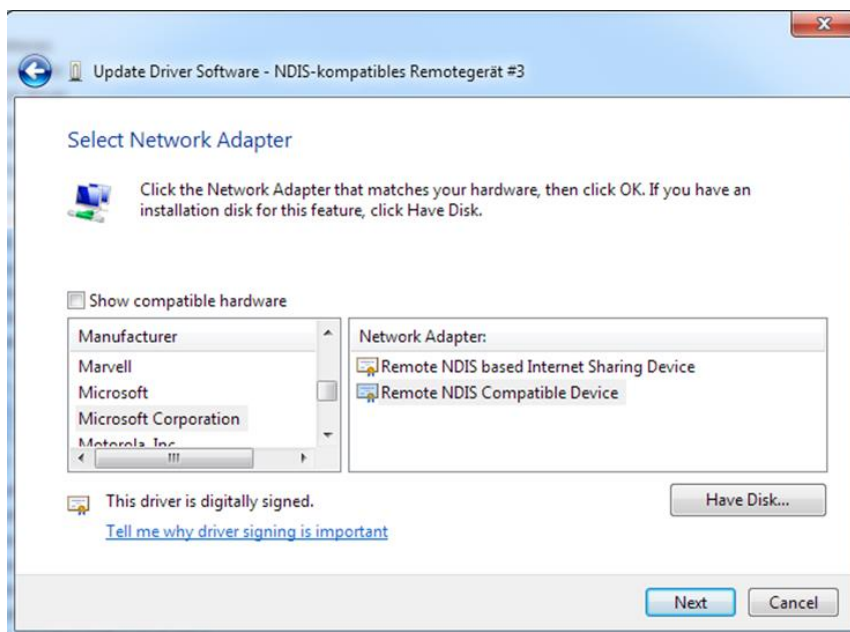 Update Driver Software - NDIS-kompatibles Remotegerät #3
Select Network Adapter
Click the Network Adapter that matches your hardware, then click OK. If you have an
installation disk for this feature, click Have Disk.
Show compatible hardware
Manufacturer
Marvell
Microsoft
Microsoft Corporation
Motorola, Inc.
Network Adapter:
Remote NDIS based Internet Sharing Device
Remote NDIS Compatible Device
This driver is digitally signed.
Tell me why driver signing is important
Have Disk...
Next
Cancel